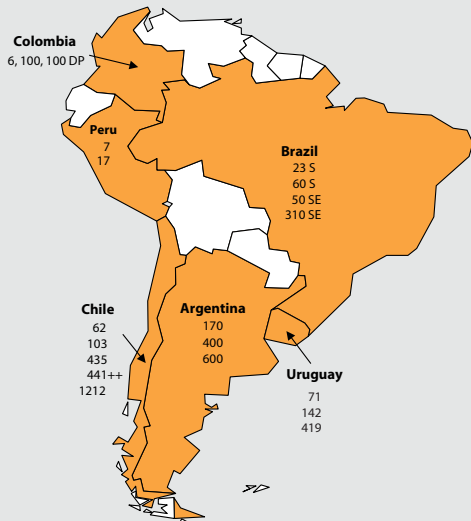 Colombia
6, 100, 100 DP
Peru
7
17
Brazil
23 S
60 S
50 SE
310 SE
Chile
62
103
435
441++
1212
Argentina
170
400
600
Uruguay
71
142
419